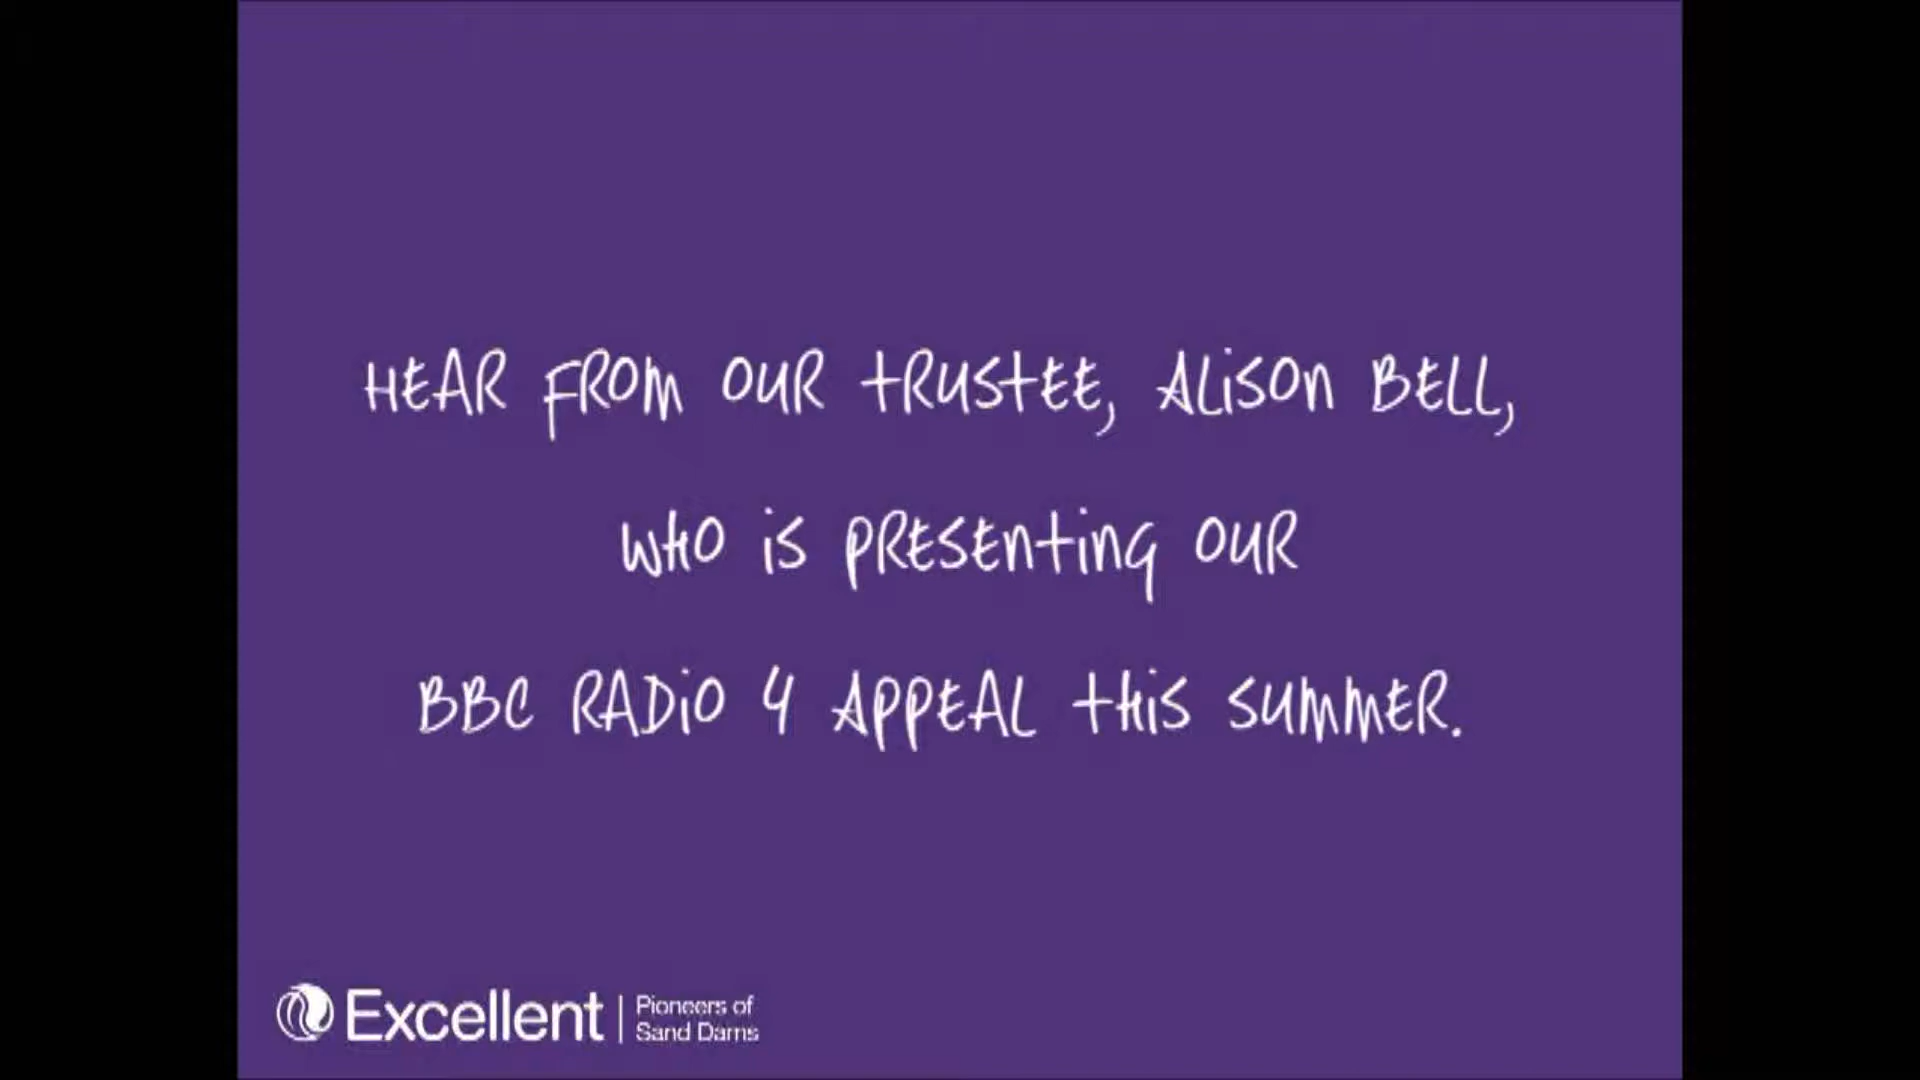 HEAR FROM OUR TRUSTEE, ALISON BELL,
WHO IS PRESENTING OUR
BBC RADIO 4 APPEAL THIS SUMMER.
Excellent
Pioneers of
Sand Dams